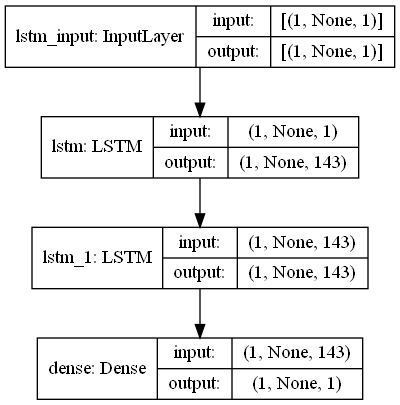 lstm_input: InputLayer input: [(1, None, 1)]
output: [(1, None, 1)]
lstm: LSTM input: (1, None, 1)
output: (1, None, 143)
lstm_1: LSTM input: (1, None, 143)
output: (1, None, 143)
dense: Dense input: (1, None, 143)
output: (1, None, 1)